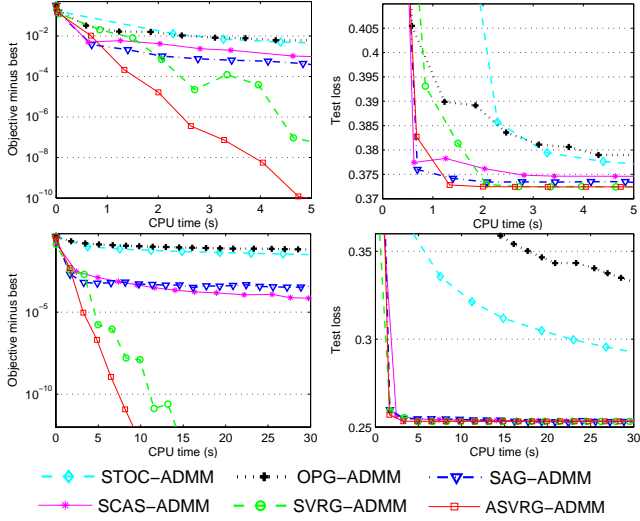 Objective minus best
10^−2
10^−4
10^−6
10^−8
10^−10
0 1 2 3 4 5
CPU time (s)
Test loss
0.405
0.4
0.395
0.39
0.385
0.38
0.375
0.37
0 1 2 3 4 5
CPU time (s)
Objective minus best
10^−5
10^−10
0 5 10 15 20 25 30
CPU time (s)
Test loss
0.35
0.3
0.25
0 5 10 15 20 25 30
CPU time (s)
STOC−ADMM OPG−ADMM SAG−ADMM
SCAS−ADMM SVRG−ADMM ASVRG−ADMM